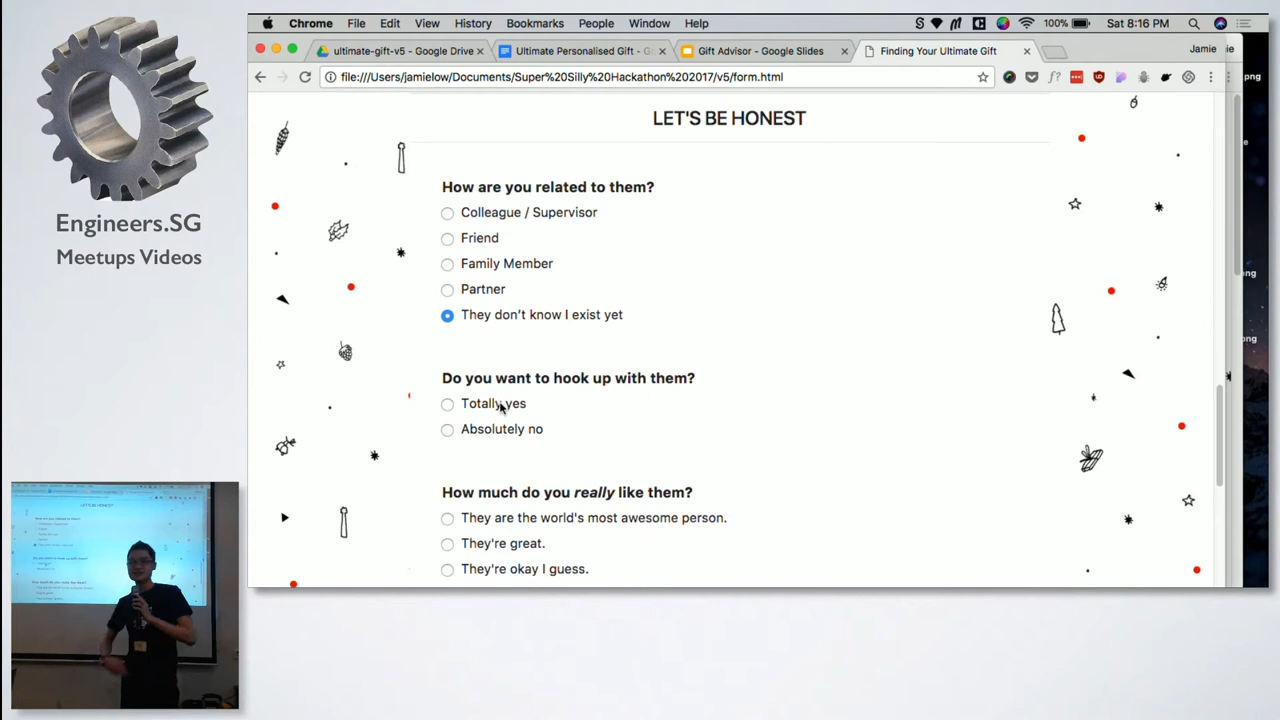 Engineers.SG
Meetups Videos
Chrome File Edit View History Bookmarks People Window Help
100% Sat 8:16 PM
ultimate-gift-v5 - Google Drive
Ultimate Personalised Gift -
Gift Advisor - Google Slides
Finding Your Ultimate Gift
Jamie
file:///Users/jamielow/Documents/Super%20Silly%20Hackathon%202017/v5/form.html
png
LET'S BE HONEST
How are you related to them?
Colleague / Supervisor
Friend
Family Member
Partner
They don't know I exist yet
Do you want to hook up with them?
Totally yes
Absolutely no
How much do you really like them?
They are the world's most awesome person.
They're great.
They're okay I guess.